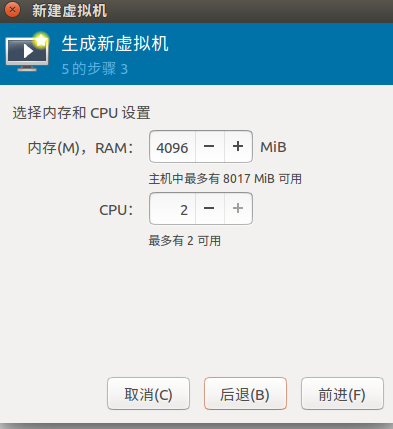 新建虚拟机
生成新虚拟机
5 的步骤 3
选择内存和 CPU 设置
内存(M)，RAM： 4096 − + MiB
主机中最多有 8017 MiB 可用
CPU： 2 − +
最多有 2 可用
取消(C) 后退(B) 前进(F)